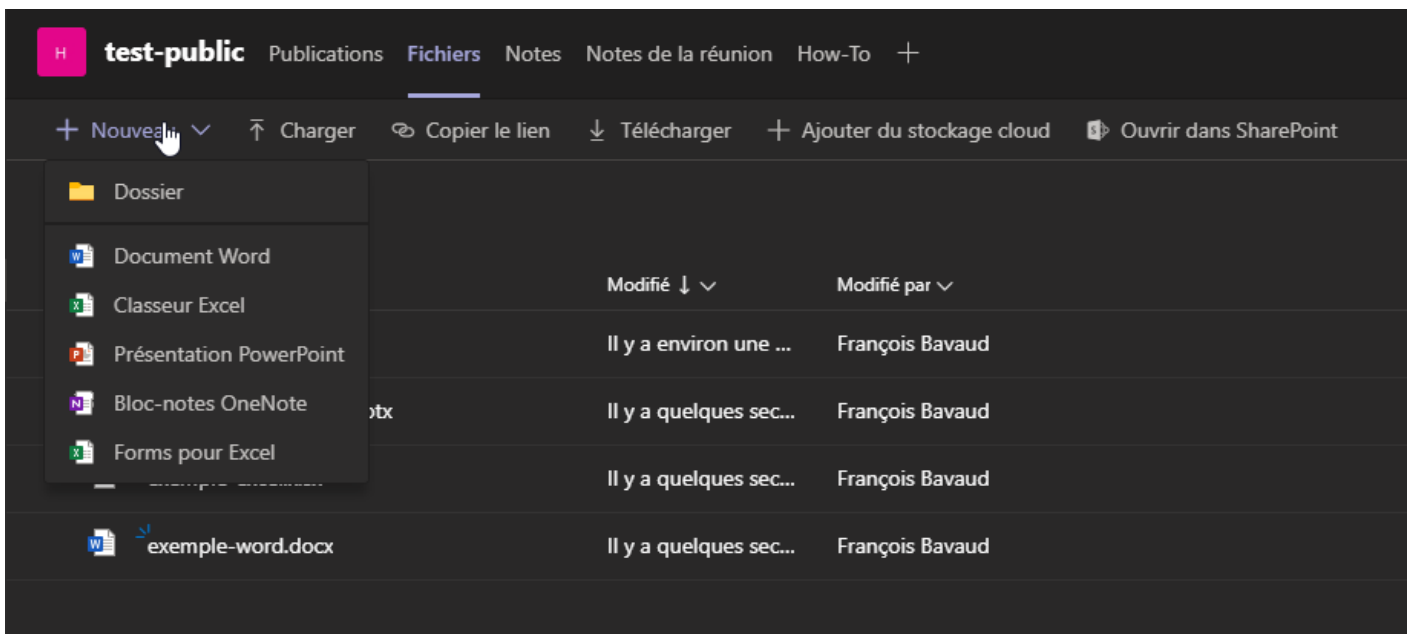 H test-public Publications Fichiers Notes Notes de la réunion How-To
Nouveau Charger Copier le lien Télécharger Ajouter du stockage cloud Ouvrir dans SharePoint
Dossier
Document Word
Modifié Modifié par
Classeur Excel
Il y a environ une ... François Bavaud
Présentation PowerPoint
Bloc-notes OneNote
otx Il y a quelques sec... François Bavaud
Forms pour Excel
Il y a quelques sec... François Bavaud
exemple-word.docx Il y a quelques sec... François Bavaud